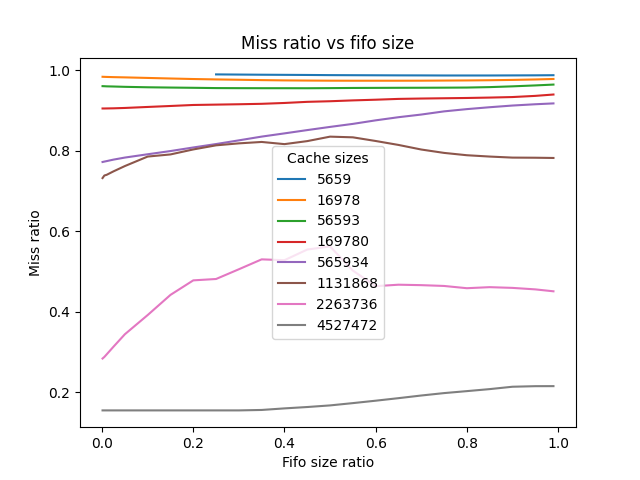 Miss ratio vs fifo size
1.0
0.8
0.6
0.4
0.2
Miss ratio
Cache sizes
5659
16978
56593
169780
565934
1131868
2263736
4527472
0.0 0.2 0.4 0.6 0.8 1.0
Fifo size ratio